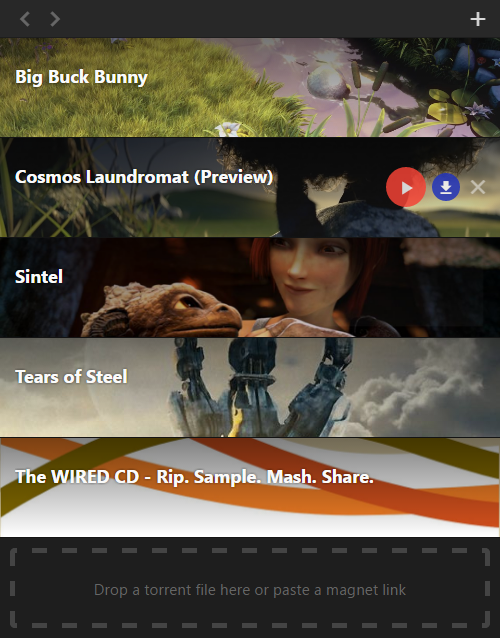 Big Buck Bunny
Cosmos Laundromat (Preview)
Sintel
Tears of Steel
The WIRED CD - Rip. Sample. Mash. Share.
Drop a torrent file here or paste a magnet link